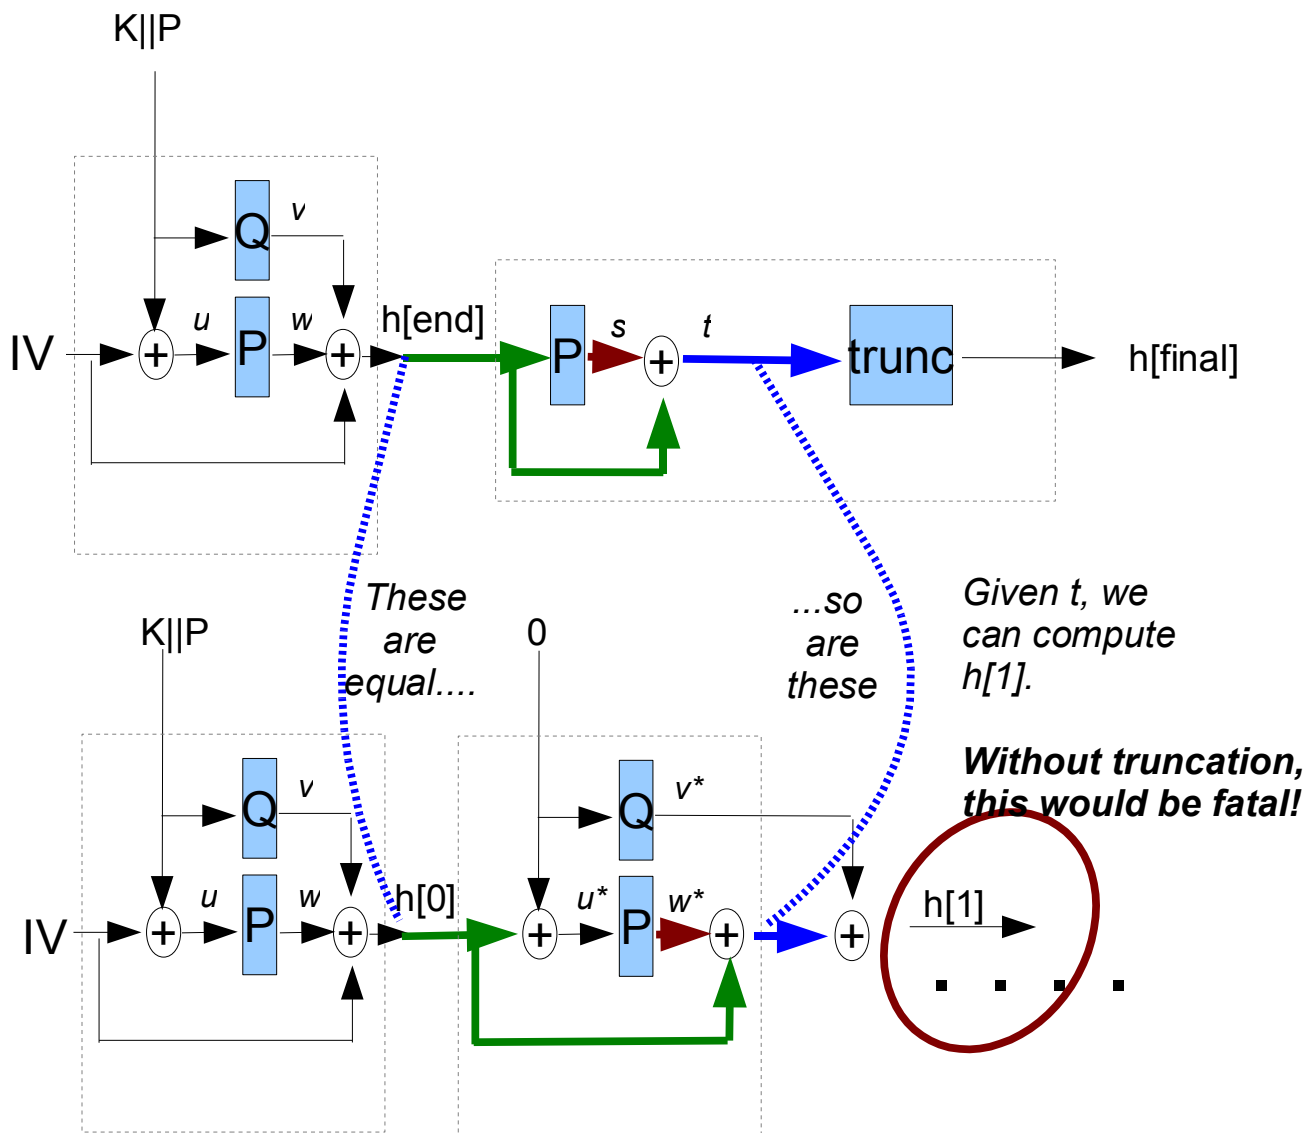 K||P
Q
v
IV
+
u
P
w
+
h[end]
P
s
+
t
trunc
h[final]
These
are
equal....
...so
are
these
Given t, we
can compute
h[1].
Without truncation,
this would be fatal!
K||P
0
Q
v
Q
v*
IV
+
u
P
w
+
h[0]
+
u*
P
w*
+
+
h[1]
. . . .